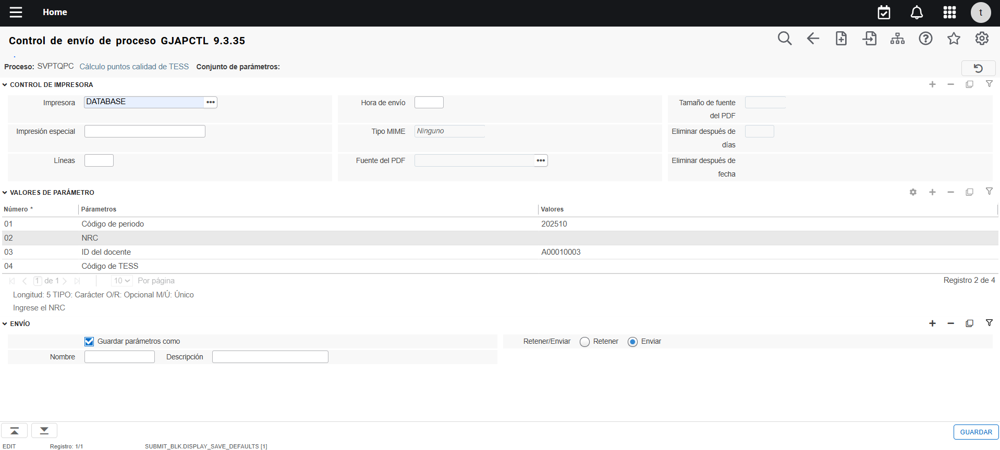 Home
t
Control de envío de proceso GJAPCTL 9.3.35
.
Proceso: SVPTQPC Cálculo puntos calidad de TESS Conjunto de parámetros:
CONTROL DE IMPRESORA
Impresora DATABASE ••• Hora de envío Tamaño de fuente del PDF
Impresión especial Tipo MIME Ninguno Eliminar después de días
Líneas Fuente del PDF ••• Eliminar después de fecha
VALORES DE PARÁMETRO
Número * Párametros Valores
01 Código de periodo 202510
02 NRC
03 ID del docente A00010003
04 Código de TESS
1 de 1 10 Por página Registro 2 de 4
Longitud: 5 TIPO: Carácter O/R: Opcional M/Ú: Único
Ingrese el NRC
ENVÍO
Guardar parámetros como Retener/Enviar Retener Enviar
Nombre Descripción
GUARDAR
EDIT Registro: 1/1 SUBMIT_BLK.DISPLAY_SAVE_DEFAULTS [1]